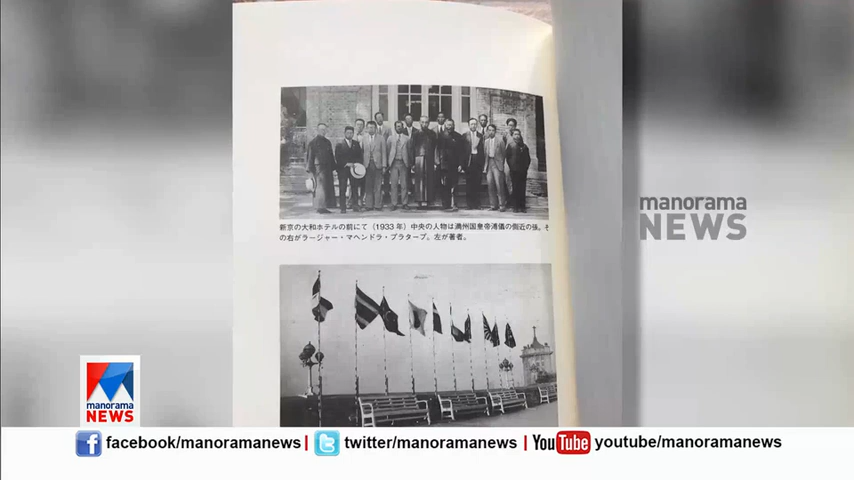 manorama
NEWS
新京の大和ホテルの前にて（1933年）中央の人物は満州国皇帝溥儀の側近の張。そ
の右がラージャー・マヘンドラ・プラタープ。左が著者。
manorama
NEWS
facebook/manoramanews
twitter/manoramanews
YouTube youtube/manoramanews